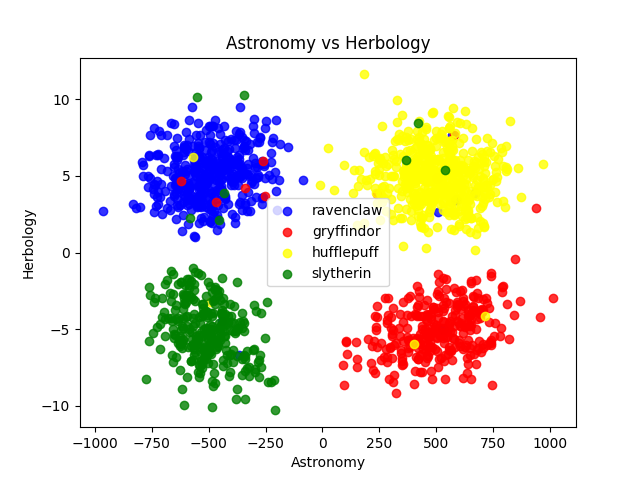 Astronomy vs Herbology
10
5
0
−5
−10
Herbology
ravenclaw
gryffindor
hufflepuff
slytherin
−1000 −750 −500 −250 0 250 500 750 1000
Astronomy